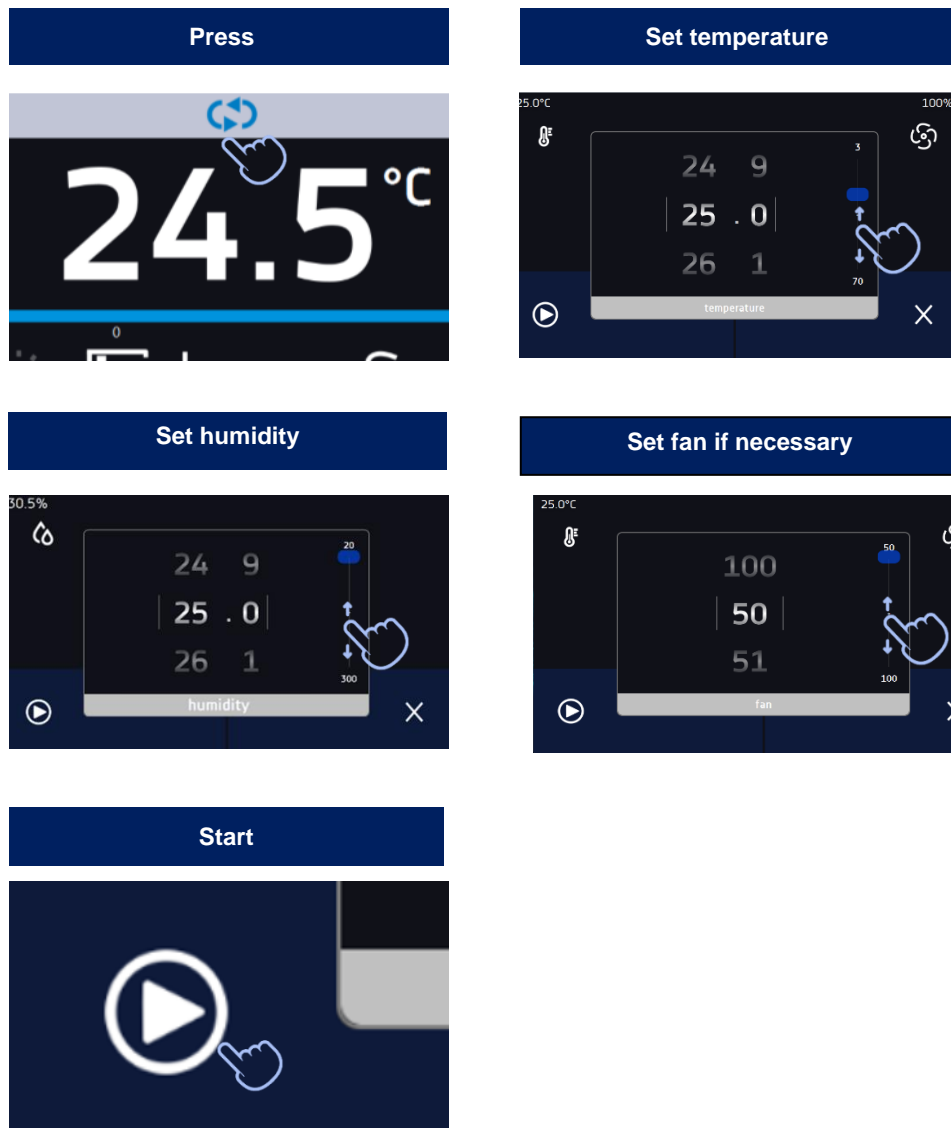 Press
24.5°C
0
Set temperature
25.0°C
100%
24 9
25 . 0
26 1
3
70
temperature
Set humidity
30.5%
24 9
25 . 0
26 1
20
300
humidity
Set fan if necessary
25.0°C
100
50
51
50
100
fan
Start